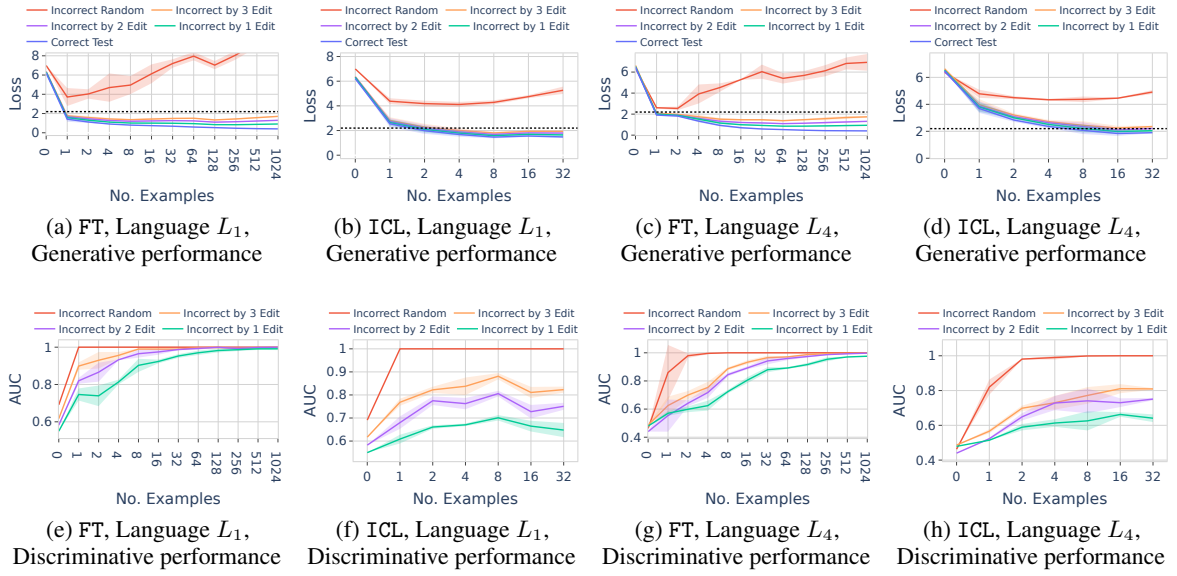 Incorrect Random Incorrect by 3 Edit
Incorrect by 2 Edit Incorrect by 1 Edit
Correct Test
Loss
8
6
4
2
0
0 1 2 4 8 16 32 64 128 256 512 1024
No. Examples
(a) FT, Language L1,
Generative performance
Incorrect Random Incorrect by 3 Edit
Incorrect by 2 Edit Incorrect by 1 Edit
Correct Test
Loss
8
6
4
2
0
0 1 2 4 8 16 32
No. Examples
(b) ICL, Language L1,
Generative performance
Incorrect Random Incorrect by 3 Edit
Incorrect by 2 Edit Incorrect by 1 Edit
Correct Test
Loss
6
4
2
0
0 1 2 4 8 16 32 64 128 256 512 1024
No. Examples
(c) FT, Language L4,
Generative performance
Incorrect Random Incorrect by 3 Edit
Incorrect by 2 Edit Incorrect by 1 Edit
Correct Test
Loss
6
4
2
0
0 1 2 4 8 16 32
No. Examples
(d) ICL, Language L4,
Generative performance
Incorrect Random Incorrect by 3 Edit
Incorrect by 2 Edit Incorrect by 1 Edit
AUC
1
0.8
0.6
0 1 2 4 8 16 32 64 128 256 512 1024
No. Examples
(e) FT, Language L1,
Discriminative performance
Incorrect Random Incorrect by 3 Edit
Incorrect by 2 Edit Incorrect by 1 Edit
AUC
1
0.9
0.8
0.7
0.6
0 1 2 4 8 16 32
No. Examples
(f) ICL, Language L1,
Discriminative performance
Incorrect Random Incorrect by 3 Edit
Incorrect by 2 Edit Incorrect by 1 Edit
AUC
1
0.8
0.6
0.4
0 1 2 4 8 16 32 64 128 256 512 1024
No. Examples
(g) FT, Language L4,
Discriminative performance
Incorrect Random Incorrect by 3 Edit
Incorrect by 2 Edit Incorrect by 1 Edit
AUC
1
0.8
0.6
0.4
0 1 2 4 8 16 32
No. Examples
(h) ICL, Language L4,
Discriminative performance